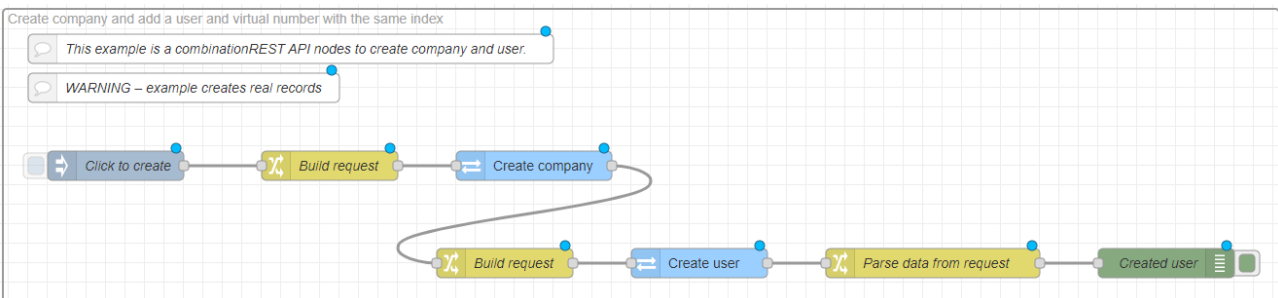 Create company and add a user and virtual number with the same index
This example is a combinationREST API nodes to create company and user.
WARNING – example creates real records
Click to create
Build request
Create company
Build request
Create user
Parse data from request
Created user